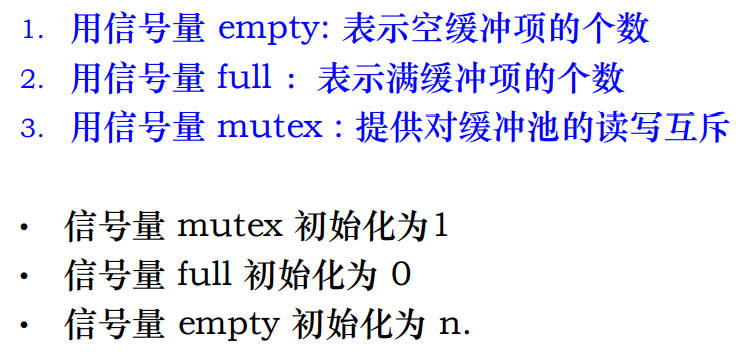 1. 用信号量 empty: 表示空缓冲项的个数
2. 用信号量 full : 表示满缓冲项的个数
3. 用信号量 mutex : 提供对缓冲池的读写互斥
• 信号量 mutex 初始化为1
• 信号量 full 初始化为 0
• 信号量 empty 初始化为 n.